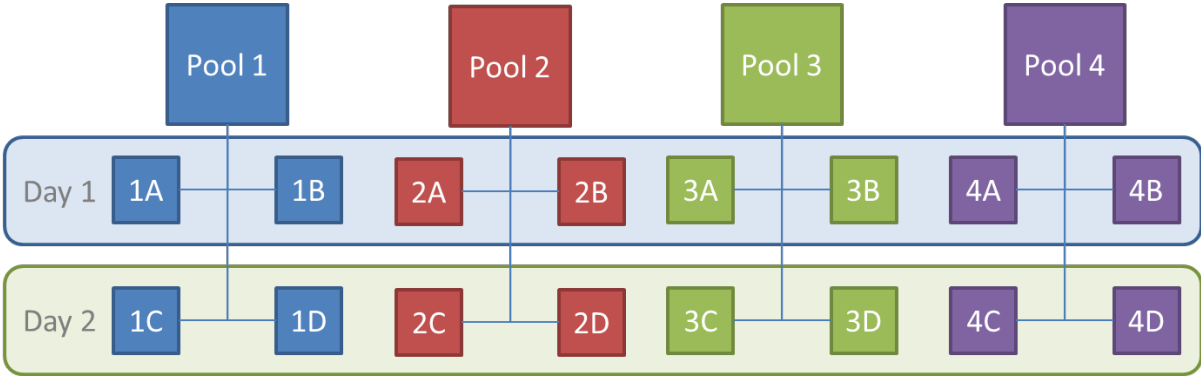 Pool 1 Pool 2 Pool 3 Pool 4
Day 1 1A 1B 2A 2B 3A 3B 4A 4B
Day 2 1C 1D 2C 2D 3C 3D 4C 4D